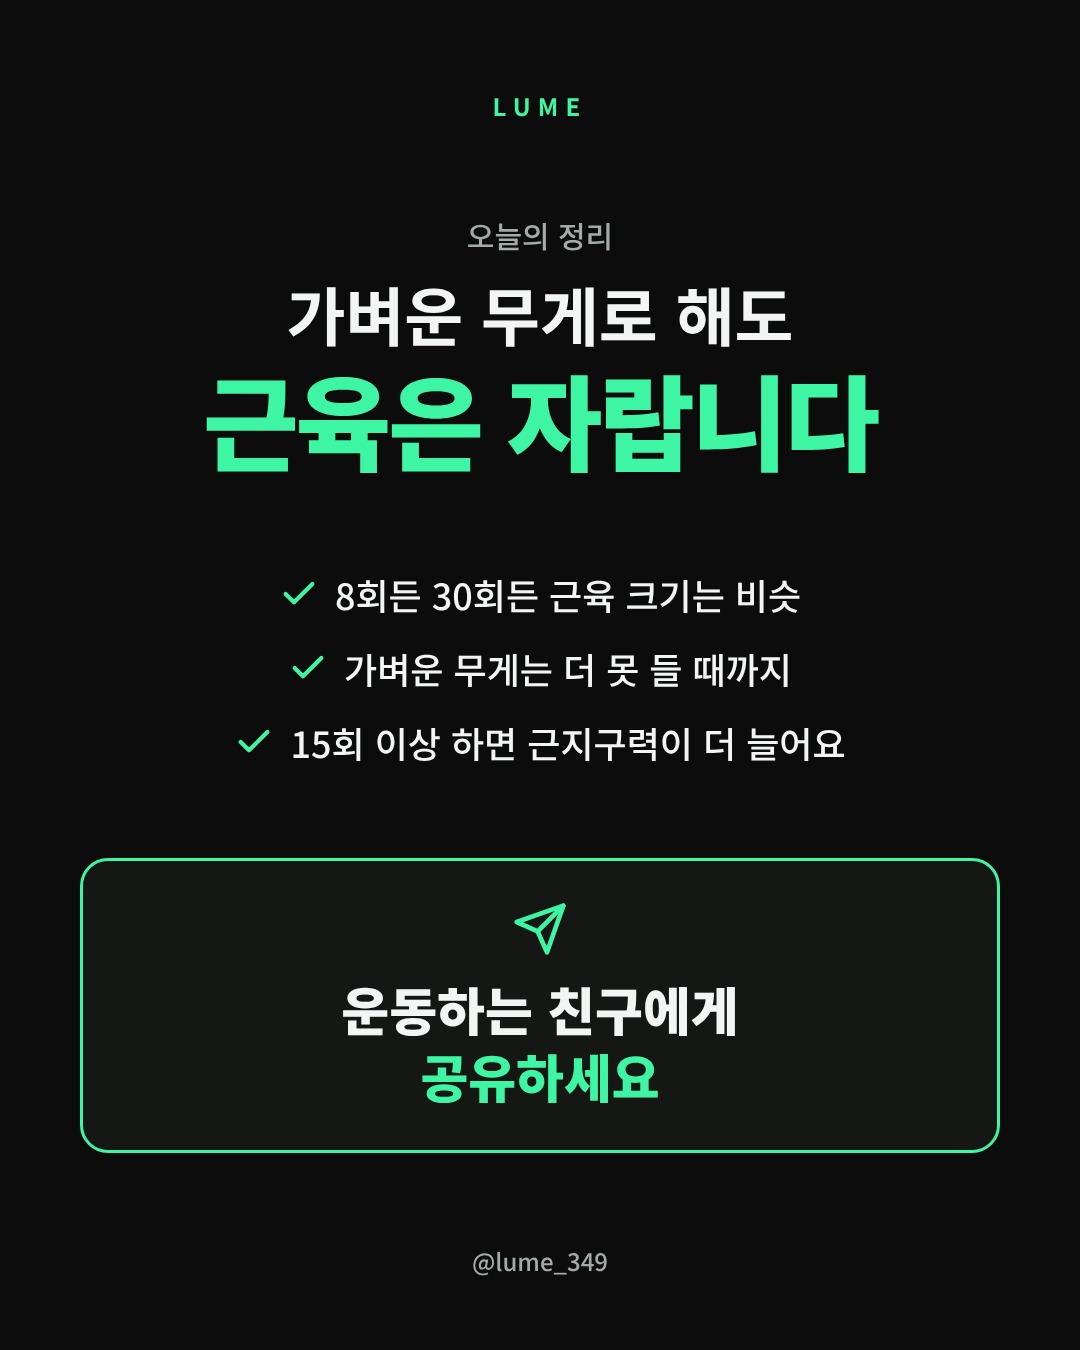 LUME
오늘의 정리
가벼운 무게로 해도
근육은 자랍니다
8회든 30회든 근육 크기는 비슷
가벼운 무게는 더 못 들 때까지
15회 이상 하면 근지구력이 더 늘어요
운동하는 친구에게
공유하세요
@lume_349